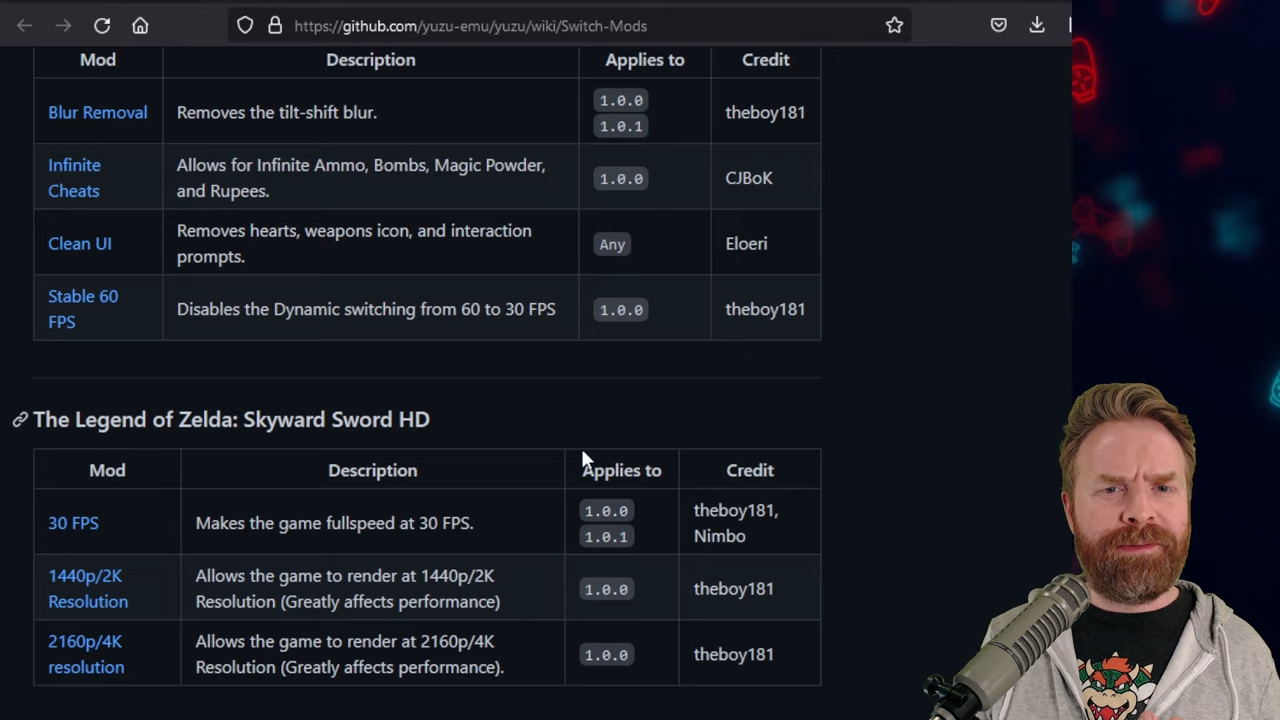 https://github.com/yuzu-emu/yuzu/wiki/Switch-Mods
Mod Description Applies to Credit
Blur Removal Removes the tilt-shift blur. 1.0.0 1.0.1 theboy181
Infinite Cheats Allows for Infinite Ammo, Bombs, Magic Powder, 1.0.0 CJBoK
and Rupees.
Clean UI Removes hearts, weapons icon, and interaction Any Eloeri
prompts.
Stable 60 FPS Disables the Dynamic switching from 60 to 30 FPS 1.0.0 theboy181
The Legend of Zelda: Skyward Sword HD
Mod Description Applies to Credit
30 FPS Makes the game fullspeed at 30 FPS. 1.0.0 1.0.1 theboy181, Nimbo
1440p/2K Allows the game to render at 1440p/2K 1.0.0 theboy181
Resolution Resolution (Greatly affects performance)
2160p/4K Allows the game to render at 2160p/4K 1.0.0 theboy181
resolution Resolution (Greatly affects performance).